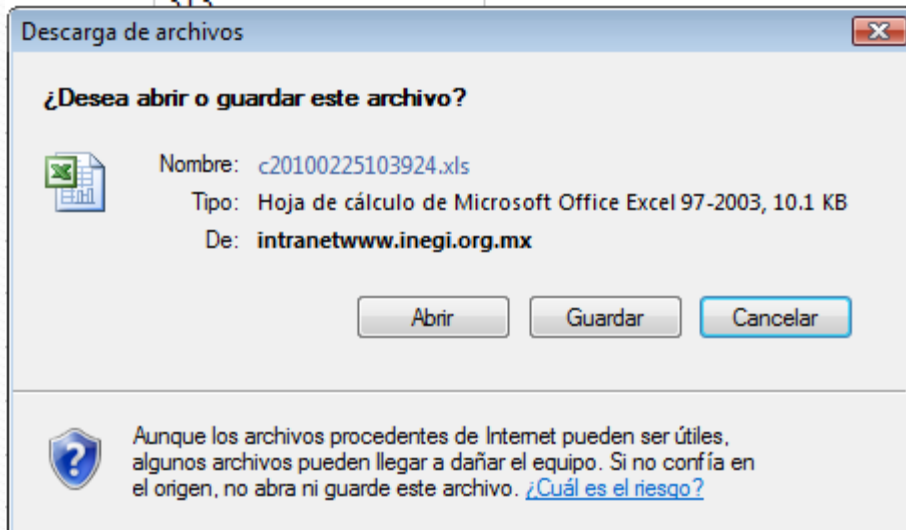 Descarga de archivos
¿Desea abrir o guardar este archivo?
Nombre: c20100225103924.xls
Tipo: Hoja de cálculo de Microsoft Office Excel 97-2003, 10.1 KB
De: intranetwww.inegi.org.mx
Abrir Guardar Cancelar
Aunque los archivos procedentes de Internet pueden ser útiles,
algunos archivos pueden llegar a dañar el equipo. Si no confía en
el origen, no abra ni guarde este archivo. ¿Cuál es el riesgo?